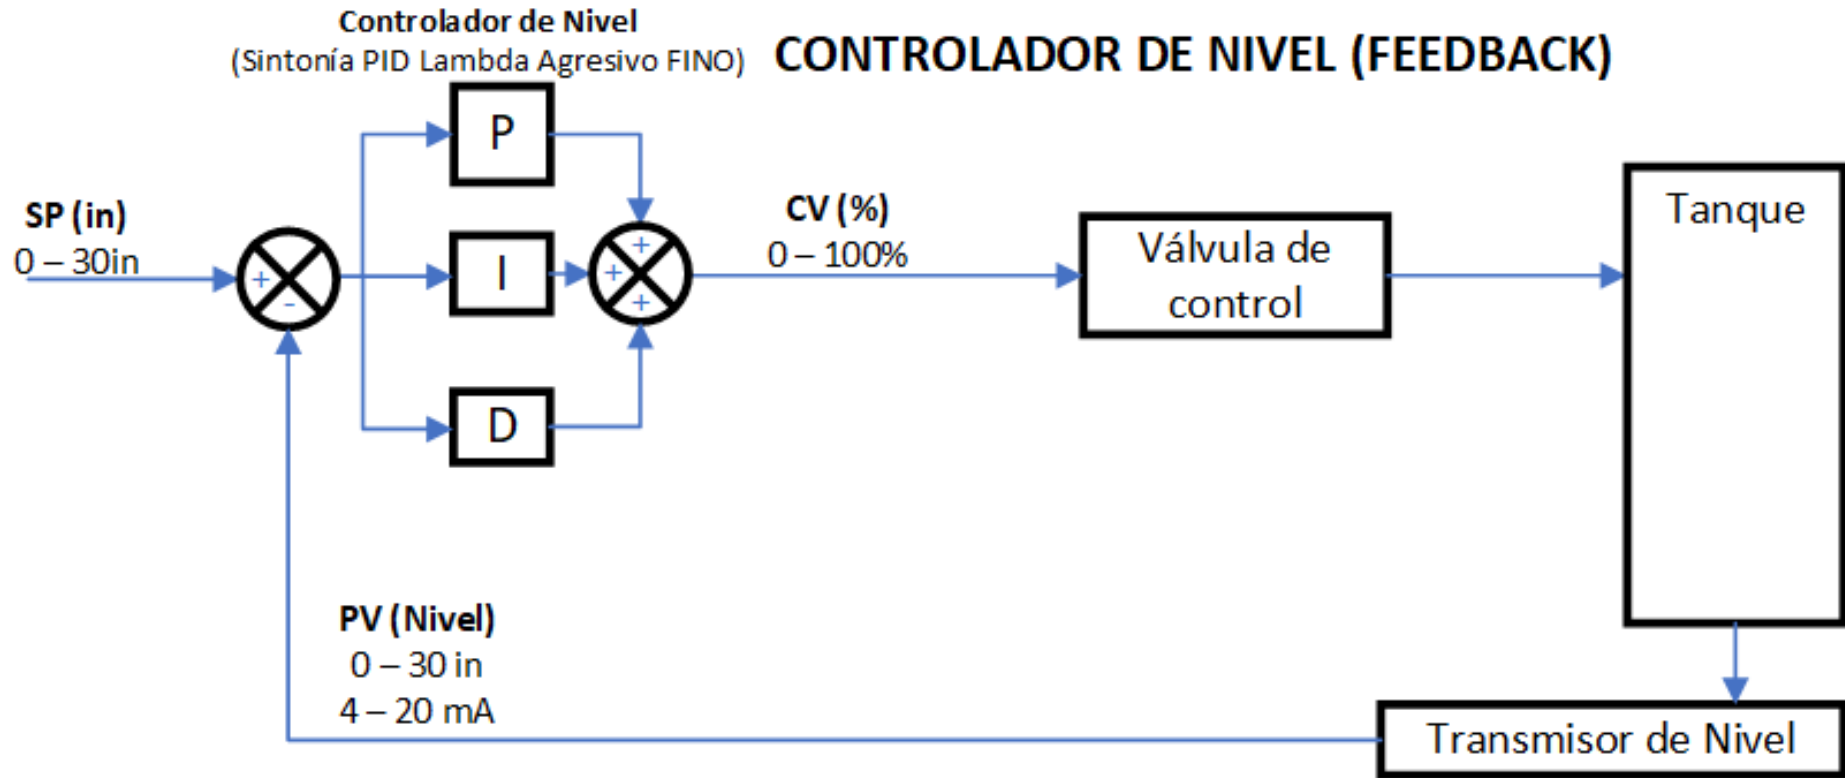 Controlador de Nivel
(Sintonía PID Lambda Agresivo FINO)
CONTROLADOR DE NIVEL (FEEDBACK)
P
SP (in)
0 – 30in
+
-
I
+
+
+
CV (%)
0 – 100%
Válvula de
control
Tanque
D
PV (Nivel)
0 – 30 in
4 – 20 mA
Transmisor de Nivel